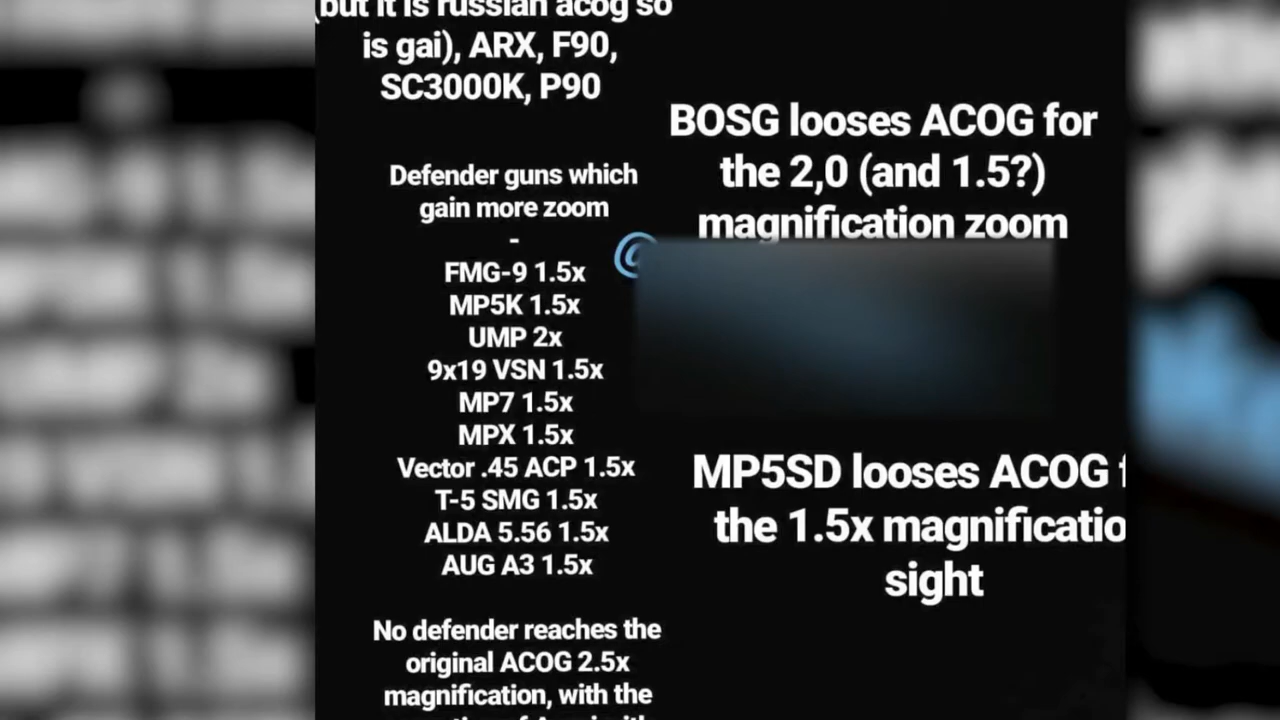 (but it is russian acog so
is gai), ARX, F90,
SC3000K, P90
Defender guns which
gain more zoom
-
FMG-9 1.5x
MP5K 1.5x
UMP 2x
9x19 VSN 1.5x
MP7 1.5x
MPX 1.5x
Vector .45 ACP 1.5x
T-5 SMG 1.5x
ALDA 5.56 1.5x
AUG A3 1.5x
No defender reaches the
original ACOG 2.5x
magnification, with the
BOSG looses ACOG for
the 2,0 (and 1.5?)
magnification zoom
@
MP5SD looses ACOG
the 1.5x magnificatio
sight